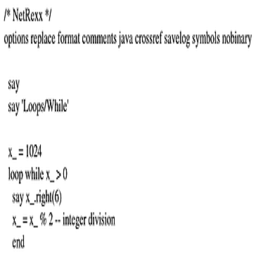 /* NetRexx */
options replace format comments java crossref savelog symbols nobinary
say
say 'Loops/While'
x_ = 1024
loop while x_ > 0
say x_.right(6)
x_ = x_ % 2 -- integer division
end